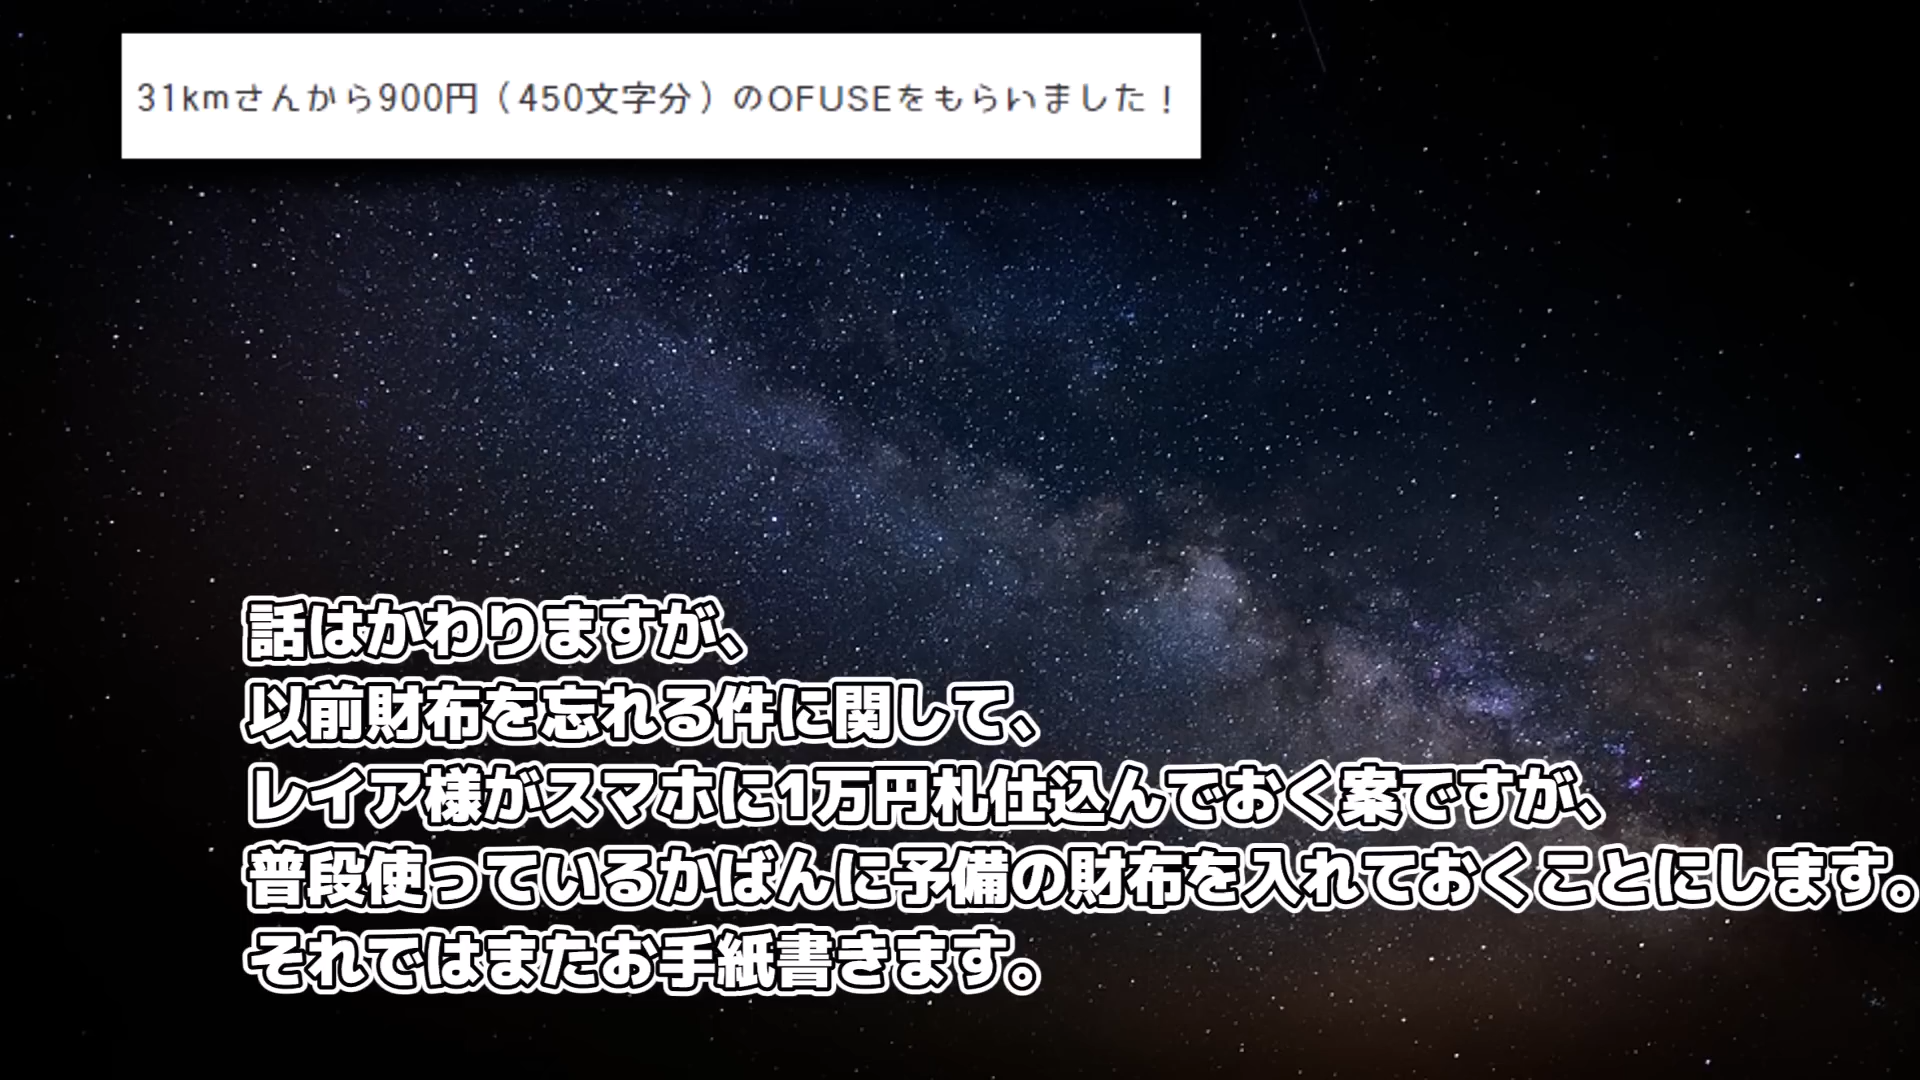 31kmさんから900円（450文字分）のOFUSEをもらいました！
話はかわりますが、
以前財布を忘れる件に関して、
レイア様がスマホに1万円札仕込んでおく案ですが、
普段使っているかばんに予備の財布を入れておくことにします。
それではまたお手紙書きます。